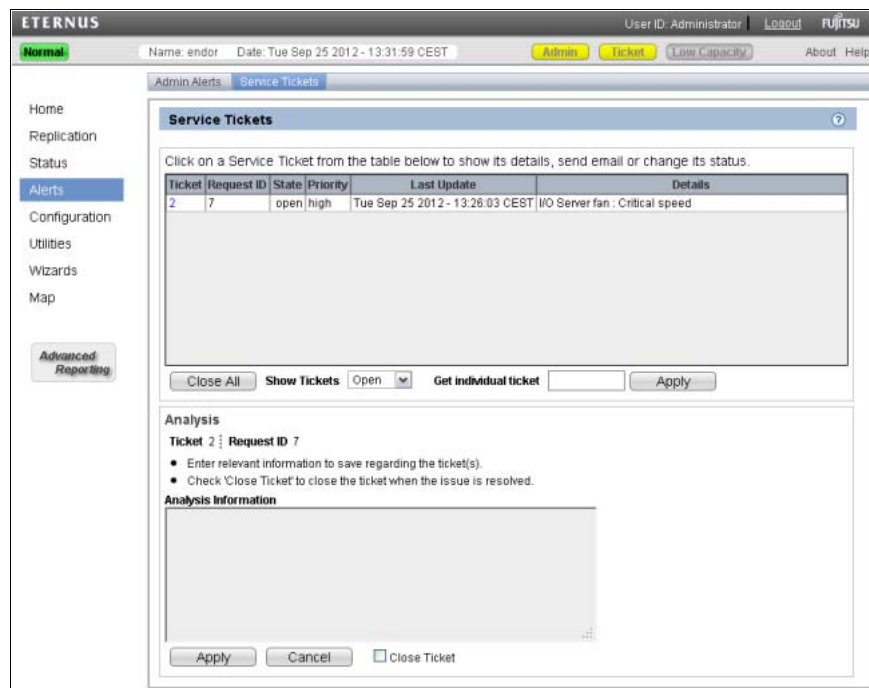 ETERNUS User ID: Administrator Logout FUJITSU
Normal Name: endor Date: Tue Sep 25 2012 - 13:31:59 CEST Admin Ticket Low Capacity About Help
Admin Alerts Service Tickets
Home
Replication
Status
Alerts
Configuration
Utilities
Wizards
Map
Advanced
Reporting
Service Tickets ?
Click on a Service Ticket from the table below to show its details, send email or change its status.
Ticket Request ID State Priority Last Update Details
2 7 open high Tue Sep 25 2012 - 13:26:03 CEST I/O Server fan : Critical speed
Close All Show Tickets Open Get individual ticket Apply
Analysis
Ticket 2 Request ID 7
• Enter relevant information to save regarding the ticket(s).
• Check 'Close Ticket' to close the ticket when the issue is resolved.
Analysis Information
Apply Cancel Close Ticket